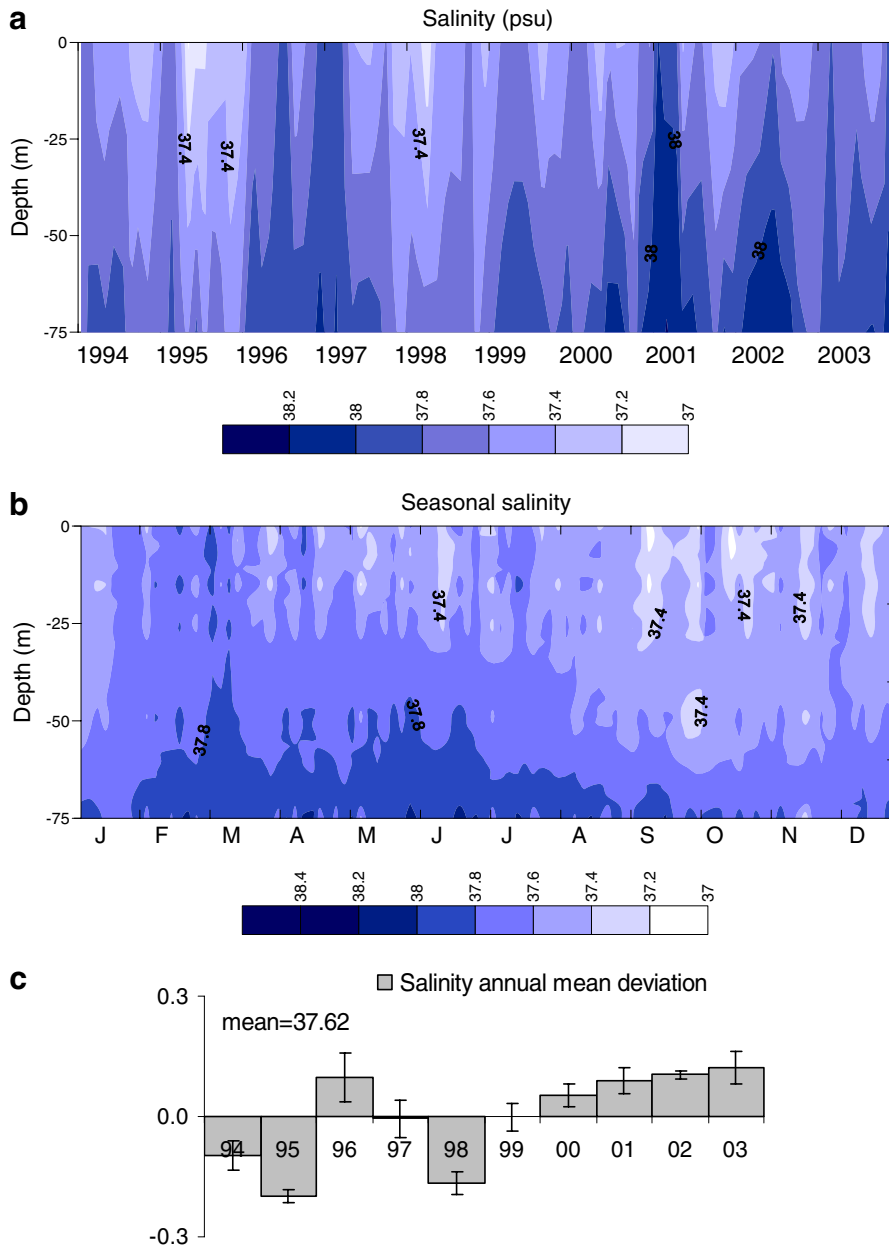 a
Salinity (psu)
0
-25
-50
-75
Depth (m)
37.4
37.4
37.4
38
38
38
1994 1995 1996 1997 1998 1999 2000 2001 2002 2003
38.2 38 37.8 37.6 37.4 37.2 37
b
Seasonal salinity
0
-25
-50
-75
Depth (m)
37.4
37.4
37.4
37.4
37.8
37.8
37.4
J F M A M J J A S O N D
38.4 38.2 38 37.8 37.6 37.4 37.2 37
c
Salinity annual mean deviation
0.3
mean=37.62
0.0
94 95 96 97 98 99 00 01 02 03
-0.3